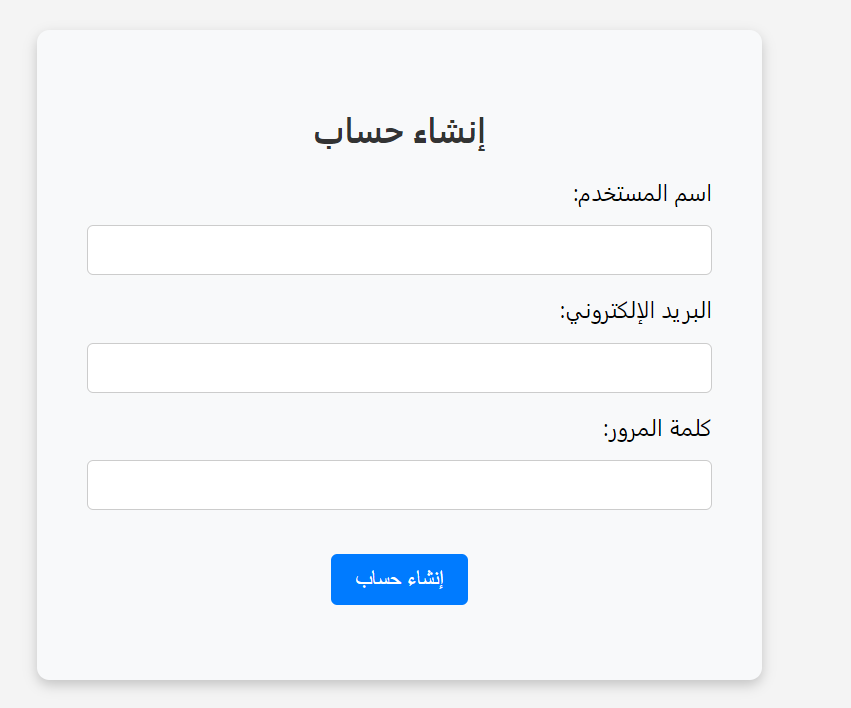 إنشاء حساب
اسم المستخدم:
البريد الإلكتروني:
كلمة المرور:
إنشاء حساب